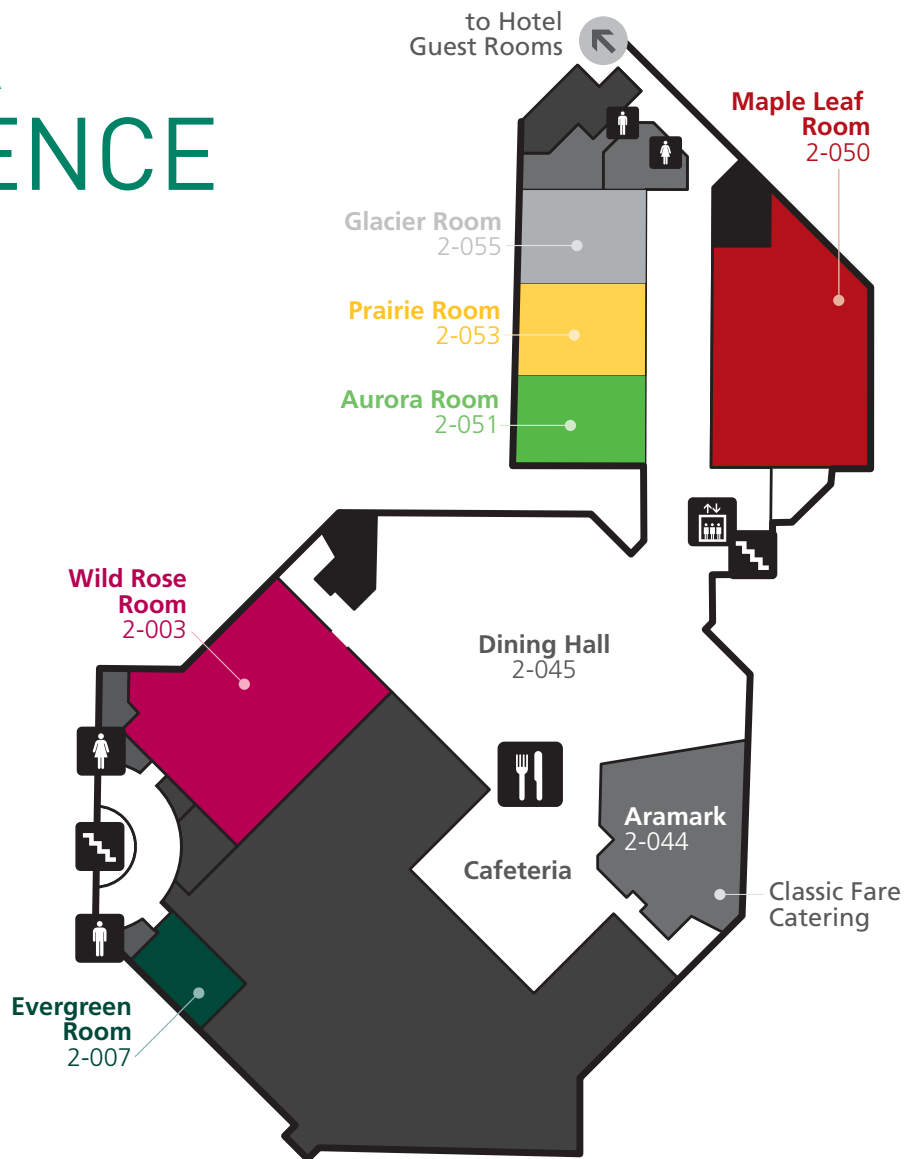 ENCE
to Hotel
Guest Rooms
Maple Leaf
Room
2-050
Glacier Room
2-055
Prairie Room
2-053
Aurora Room
2-051
Wild Rose
Room
2-003
Dining Hall
2-045
Aramark
2-044
Cafeteria
Classic Fare
Catering
Evergreen
Room
2-007